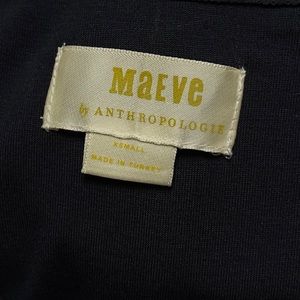 MaEVe
by ANTHROPOLOGIE
XSMALL
MADE IN TURKEY